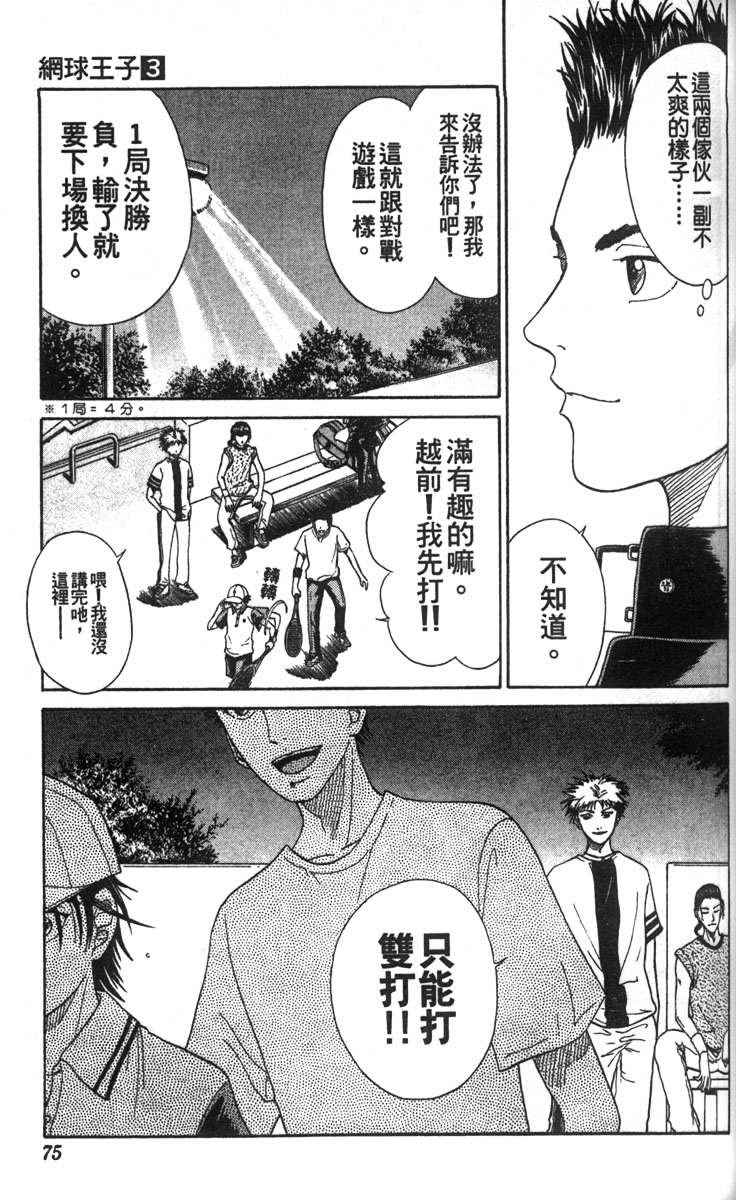 網球王子3
這兩個傢伙一副不
太爽的樣子……
不知道。
沒辦法了，那我
來告訴你們吧！
這就跟對戰
遊戲一樣。
1局決勝
負，輸了就
要下場換人。
※1局=4分。
滿有趣的嘛。
越前！我先打!!
轉轉
喂！我還沒
講完吔，
這裡——
只能打
雙打!!
75